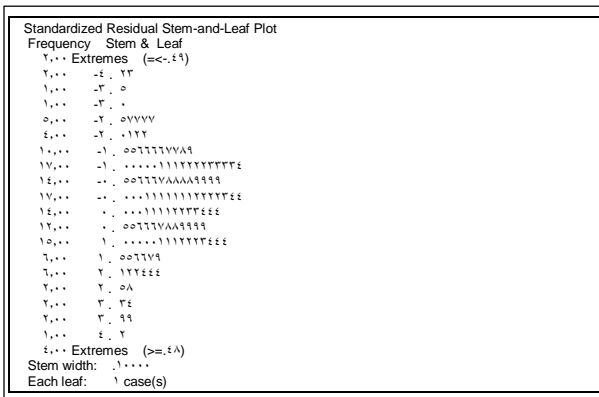 Standardized Residual Stem-and-Leaf Plot
Frequency Stem & Leaf
٢,٠٠ Extremes (=<-.٤٩)
٢,٠٠ -٤ . ٢٣
١,٠٠ -٣ . ٥
١,٠٠ -٣ . ٠
٥,٠٠ -٢ . ٥٧٧٧٧
٤,٠٠ -٢ . ٠١٢٢
١٠,٠٠ -١ . ٥٥٦٦٦٦٧٧٨٩
١٧,٠٠ -١ . ٠٠٠٠٠١١١٢٢٢٢٣٣٣٣٤
١٤,٠٠ -٠ . ٥٥٦٦٦٧٨٨٨٨٩٩٩٩
١٧,٠٠ -٠ . ٠٠٠١١١١١١١٢٢٢٢٣٤٤
١٤,٠٠ ٠ . ٠٠٠١١١١٢٢٣٣٤٤٤
١٢,٠٠ ٠ . ٥٥٦٦٦٧٨٨٩٩٩٩
١٥,٠٠ ١ . ٠٠٠٠٠١١١٢٢٢٣٤٤٤
٦,٠٠ ١ . ٥٥٦٦٧٩
٦,٠٠ ٢ . ١٢٢٤٤٤
٢,٠٠ ٢ . ٥٨
٢,٠٠ ٣ . ٣٤
٢,٠٠ ٣ . ٩٩
١,٠٠ ٤ . ٢
٤,٠٠ Extremes (>=.٤٨)
Stem width: .١٠٠٠٠
Each leaf: ١ case(s)